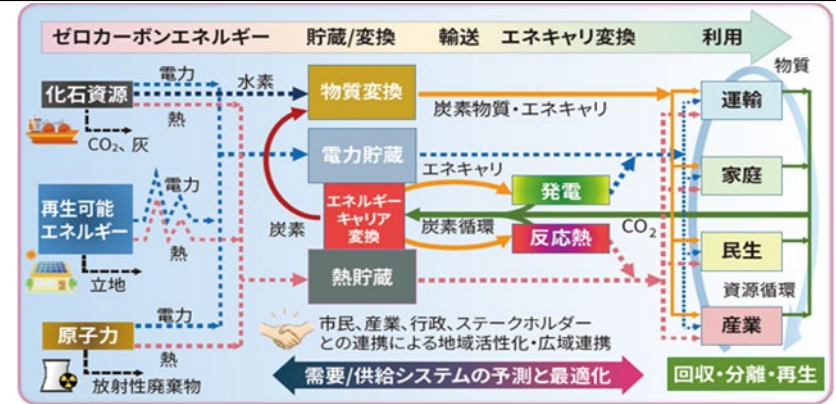 ゼロカーボンエネルギー 貯蔵/変換 輸送 エネキャリ変換 利用
化石資源
電力
水素
熱
CO₂、灰
物質変換
炭素物質・エネキャリ
物質
運輸
電力貯蔵
エネキャリ
発電
家庭
再生可能
エネルギー
電力
熱
立地
炭素
エネルギー
キャリア
変換
炭素循環
CO₂
反応熱
民生
熱貯蔵
資源循環
産業
原子力
電力
熱
放射性廃棄物
市民、産業、行政、ステークホルダー
との連携による地域活性化・広域連携
需要/供給システムの予測と最適化
回収・分離・再生